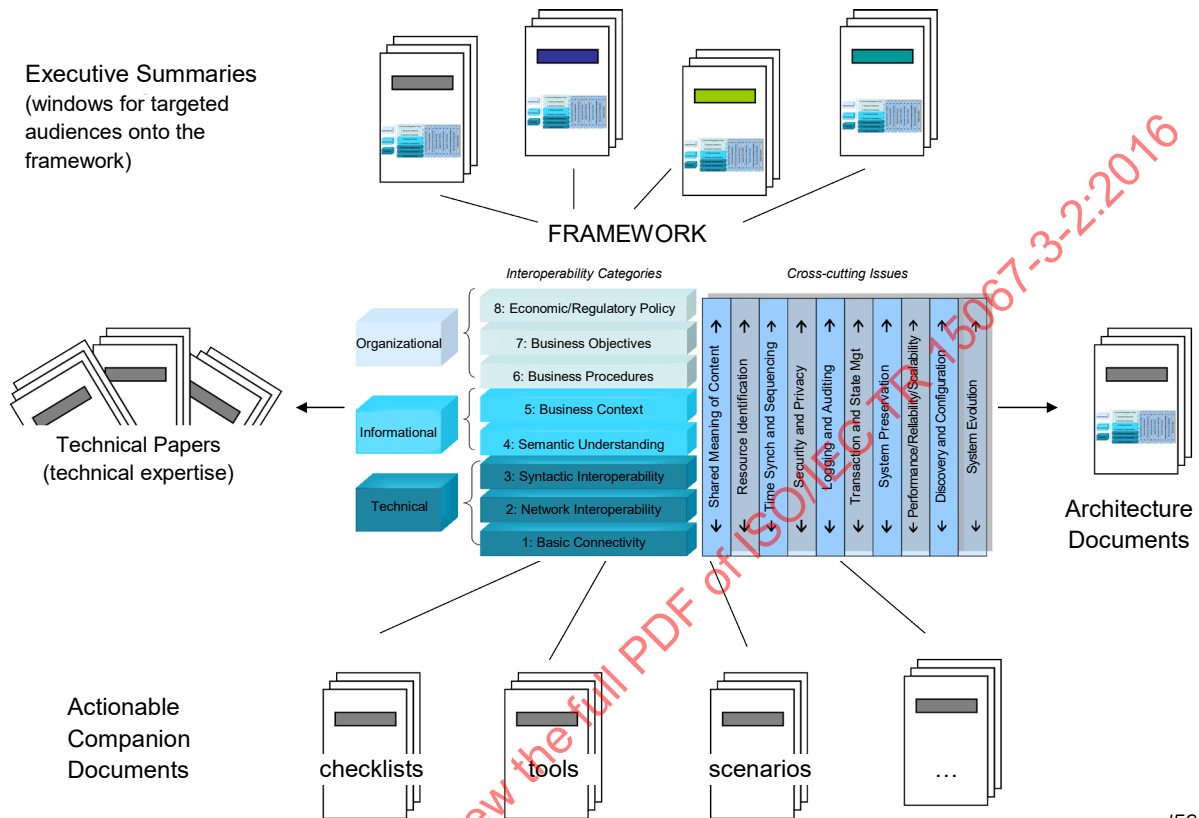 Executive Summaries
(windows for targeted
audiences onto the
framework)
FRAMEWORK
Interoperability Categories
Cross-cutting Issues
Organizational
Informational
Technical
8: Economic/Regulatory Policy
7: Business Objectives
6: Business Procedures
5: Business Context
4: Semantic Understanding
3: Syntactic Interoperability
2: Network Interoperability
1: Basic Connectivity
Shared Meaning of Content
Resource Identification
Time Synch and Sequencing
Security and Privacy
Logging and Auditing
Transaction and State Mgt
System Preservation
Performance/Reliability/Scalability
Discovery and Configuration
System Evolution
Technical Papers
(technical expertise)
Architecture
Documents
Actionable
Companion
Documents
checklists
tools
scenarios
...
view the full PDF of ISO/IEC TR 15067-3-2:2016